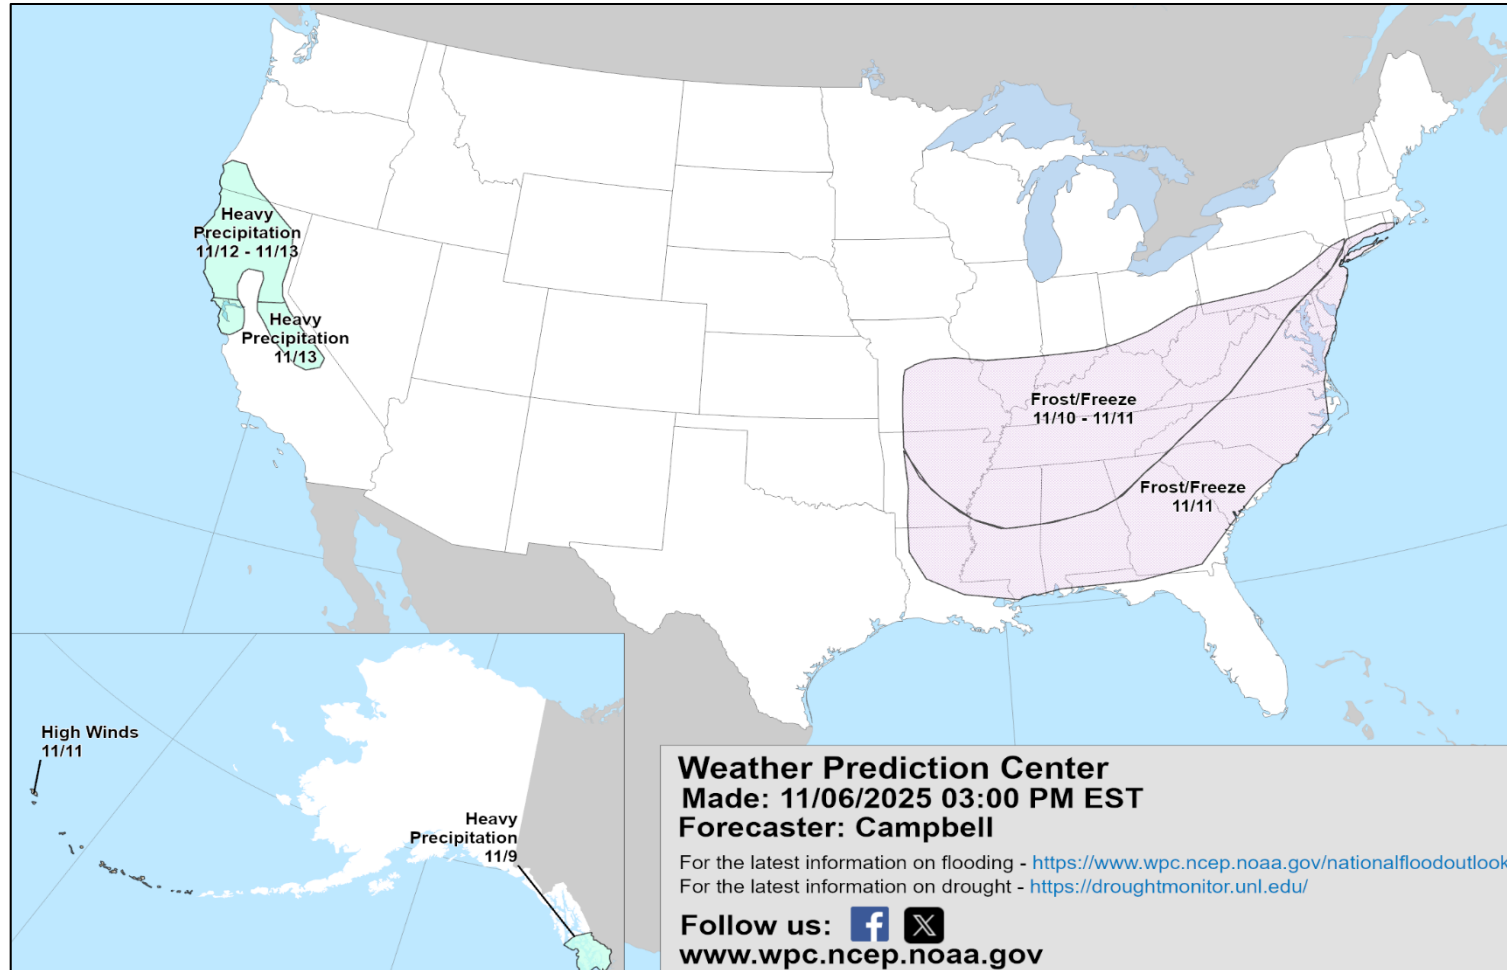 Heavy
Precipitation
11/12 - 11/13
Heavy
Precipitation
11/13
Frost/Freeze
11/10 - 11/11
Frost/Freeze
11/11
High Winds
11/11
Heavy
Precipitation
11/9
Weather Prediction Center
Made: 11/06/2025 03:00 PM EST
Forecaster: Campbell
For the latest information on flooding - https://www.wpc.ncep.noaa.gov/nationalfloodoutlook
For the latest information on drought - https://droughtmonitor.unl.edu/
Follow us:
www.wpc.ncep.noaa.gov